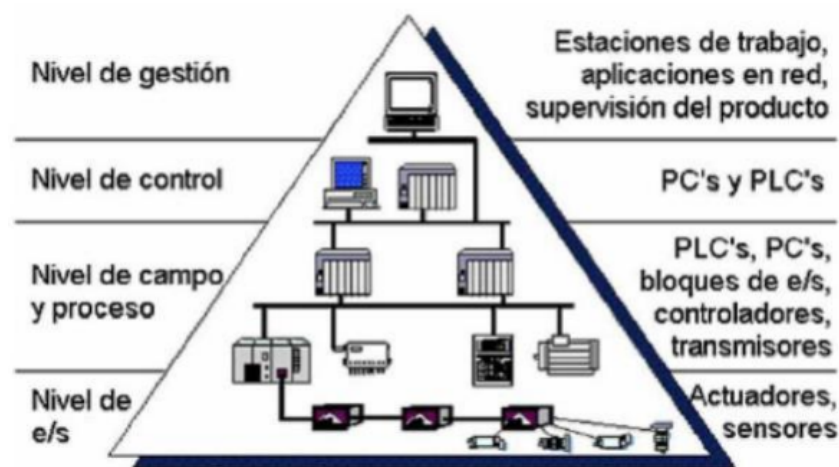 Nivel de gestión
Estaciones de trabajo,
aplicaciones en red,
supervisión del producto
Nivel de control
PC's y PLC's
Nivel de campo
y proceso
PLC's, PC's,
bloques de e/s,
controladores,
transmisores
Nivel de
e/s
Actuadores,
sensores